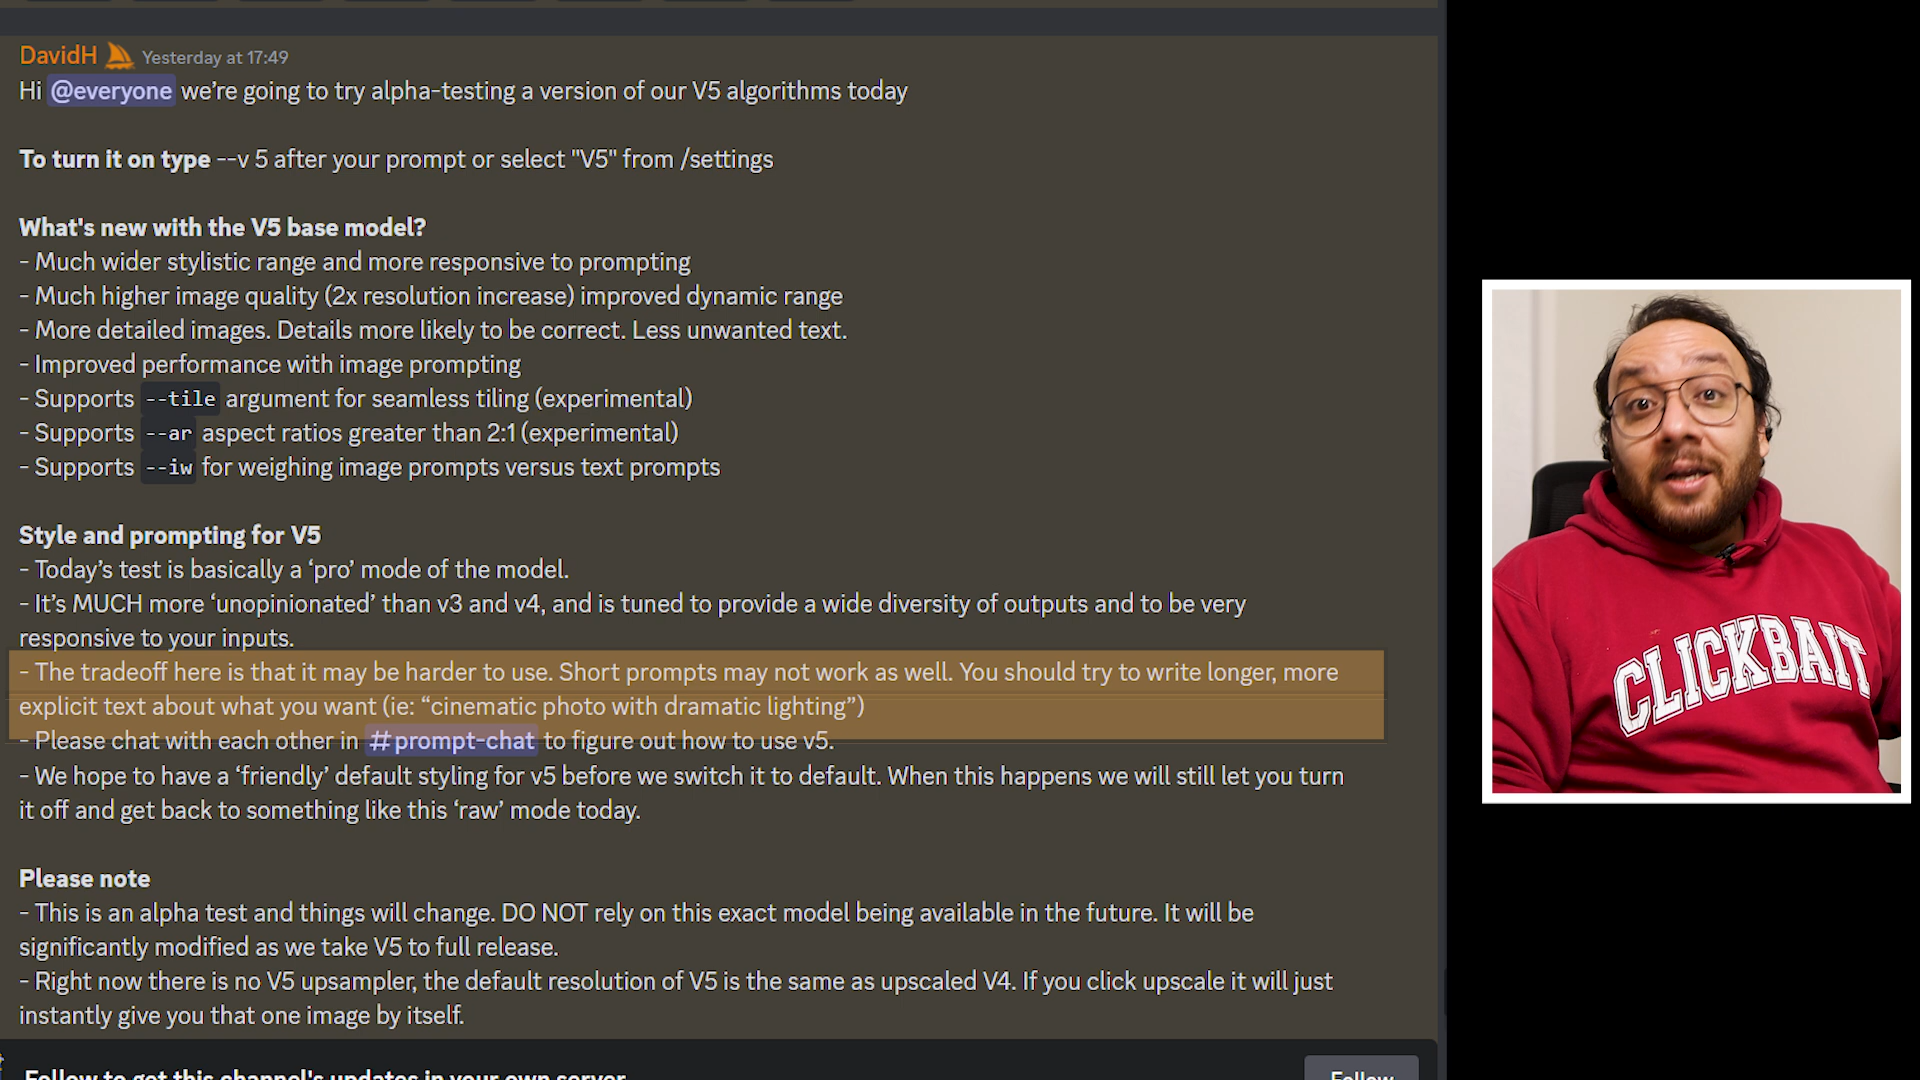 DavidH Yesterday at 17:49
Hi @everyone we’re going to try alpha-testing a version of our V5 algorithms today
To turn it on type --v 5 after your prompt or select "V5" from /settings
What's new with the V5 base model?
- Much wider stylistic range and more responsive to prompting
- Much higher image quality (2x resolution increase) improved dynamic range
- More detailed images. Details more likely to be correct. Less unwanted text.
- Improved performance with image prompting
- Supports --tile argument for seamless tiling (experimental)
- Supports --ar aspect ratios greater than 2:1 (experimental)
- Supports --iw for weighing image prompts versus text prompts
Style and prompting for V5
- Today’s test is basically a ‘pro’ mode of the model.
- It’s MUCH more ‘unopinionated’ than v3 and v4, and is tuned to provide a wide diversity of outputs and to be very
responsive to your inputs.
- The tradeoff here is that it may be harder to use. Short prompts may not work as well. You should try to write longer, more
explicit text about what you want (ie: “cinematic photo with dramatic lighting”)
- Please chat with each other in #prompt-chat to figure out how to use v5.
- We hope to have a ‘friendly’ default styling for v5 before we switch it to default. When this happens we will still let you turn
it off and get back to something like this ‘raw’ mode today.
Please note
- This is an alpha test and things will change. DO NOT rely on this exact model being available in the future. It will be
significantly modified as we take V5 to full release.
- Right now there is no V5 upsampler, the default resolution of V5 is the same as upscaled V4. If you click upscale it will just
instantly give you that one image by itself.
Follow to get this channel's updates in your own server
Follow
CLICKBAIT